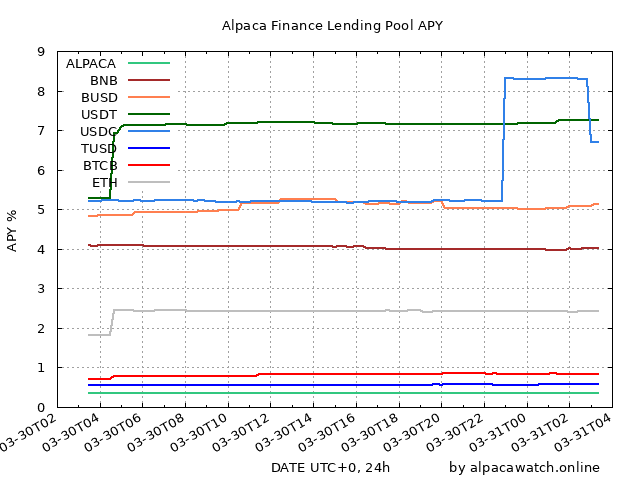 Alpaca Finance Lending Pool APY
9
8
7
6
5
4
3
2
1
0
APY %
ALPACA
BNB
BUSD
USDT
USDC
TUSD
BTCB
ETH
03-30T02
03-30T04
03-30T06
03-30T08
03-30T10
03-30T12
03-30T14
03-30T16
03-30T18
03-30T20
03-30T22
03-31T00
03-31T02
03-31T04
DATE UTC+0, 24h
by alpacawatch.online